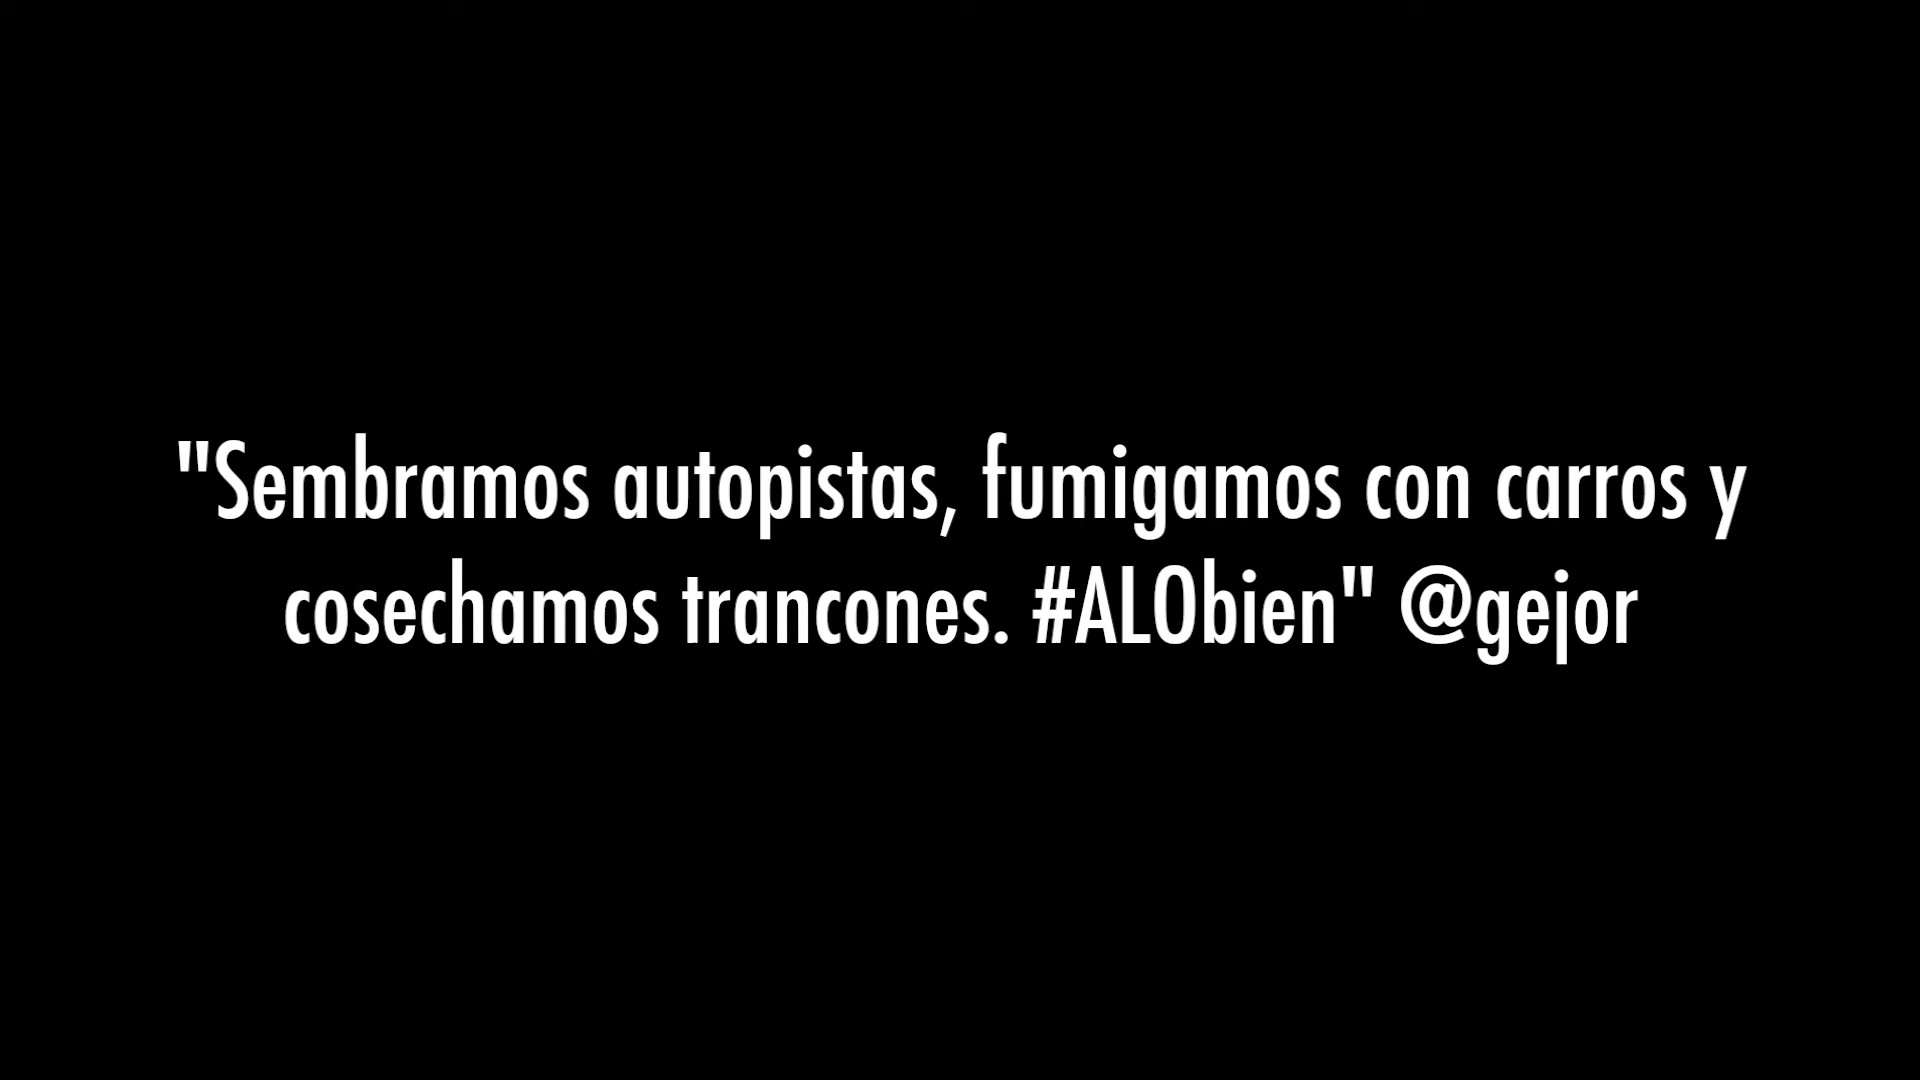 "Sembramos autopistas, fumigamos con carros y
cosechamos trancones. #ALObien" @gejor